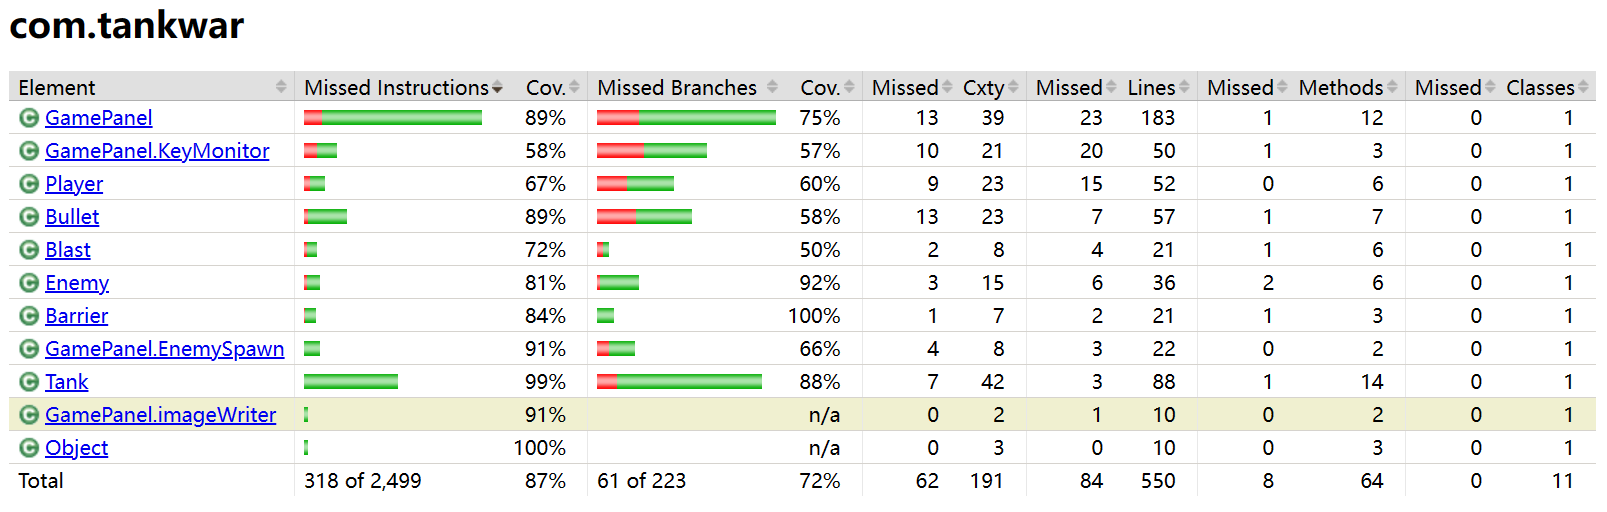 com.tankwar
Element Missed Instructions Cov. Missed Branches Cov. Missed Cxty Missed Lines Missed Methods Missed Classes
C GamePanel 89% 75% 13 39 23 183 1 12 0 1
C GamePanel.KeyMonitor 58% 57% 10 21 20 50 1 3 0 1
C Player 67% 60% 9 23 15 52 0 6 0 1
C Bullet 89% 58% 13 23 7 57 1 7 0 1
C Blast 72% 50% 2 8 4 21 1 6 0 1
C Enemy 81% 92% 3 15 6 36 2 6 0 1
C Barrier 84% 100% 1 7 2 21 1 3 0 1
C GamePanel.EnemySpawn 91% 66% 4 8 3 22 0 2 0 1
C Tank 99% 88% 7 42 3 88 1 14 0 1
C GamePanel.imageWriter 91% n/a 0 2 1 10 0 2 0 1
C Object 100% n/a 0 3 0 10 0 3 0 1
Total 318 of 2,499 87% 61 of 223 72% 62 191 84 550 8 64 0 11